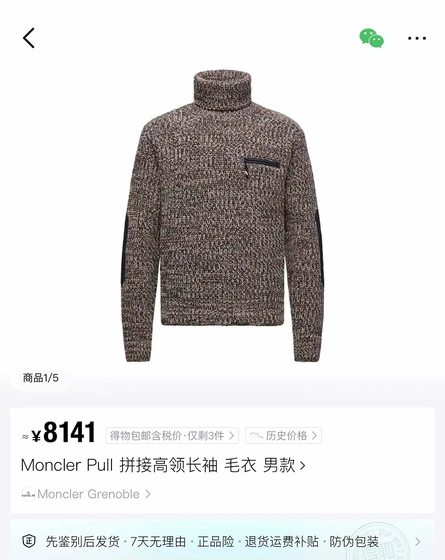 商品1/5
≈¥8141 得物包邮含税价·仅剩3件 > 历史价格 >
Moncler Pull 拼接高领长袖 毛衣 男款 >
Moncler Grenoble >
先鉴别后发货 · 7天无理由 · 正品险 · 退货运费补贴 · 防伪包装 >